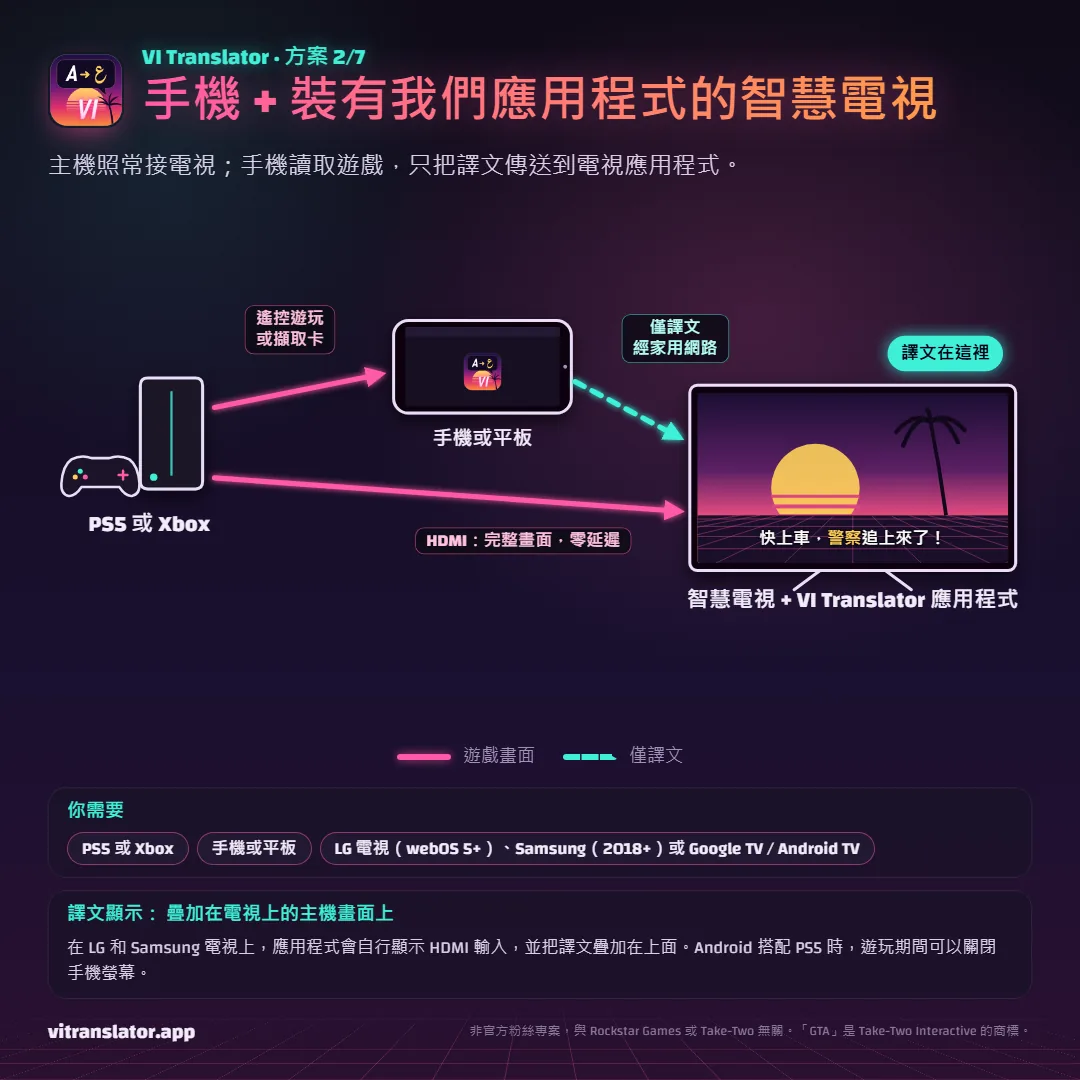 VI Translator · 方案 2/7
手機 + 裝有我們應用程式的智慧電視
主機照常接電視；手機讀取遊戲，只把譯文傳送到電視應用程式。
遙控遊玩
或擷取卡
僅譯文
經家用網路
譯文在這裡
手機或平板
PS5 或 Xbox
HDMI：完整畫面，零延遲
快上車，警察追上來了！
智慧電視 + VI Translator 應用程式
遊戲畫面
僅譯文
你需要
PS5 或 Xbox
手機或平板
LG 電視（webOS 5+）、Samsung（2018+）或 Google TV / Android TV
譯文顯示： 疊加在電視上的主機畫面上
在 LG 和 Samsung 電視上，應用程式會自行顯示 HDMI 輸入，並把譯文疊加在上面。Android 搭配 PS5 時，遊玩期間可以關閉
手機螢幕。
vitranslator.app
非官方粉絲專案，與 Rockstar Games 或 Take-Two 無關。「GTA」是 Take-Two Interactive 的商標。